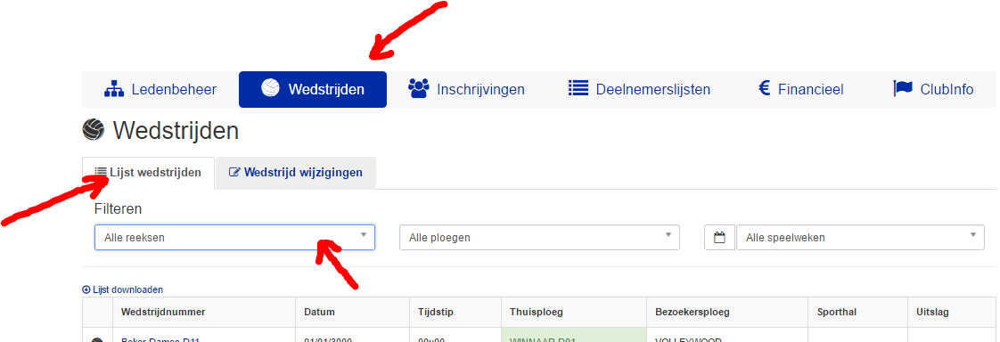 Ledenbeheer Wedstrijden Inschrijvingen Deelnemerslijsten € Financieel ClubInfo
Wedstrijden
Lijst wedstrijden Wedstrijd wijzigingen
Filteren
Alle reeksen Alle ploegen Alle speelweken
Lijst downloaden
Wedstrijdnummer Datum Tijdstip Thuisploeg Bezoekersploeg Sporthal Uitslag
Beker Dames D11 01/01/3000 00u00 WINNAAR D01 VOLLEYWOOD